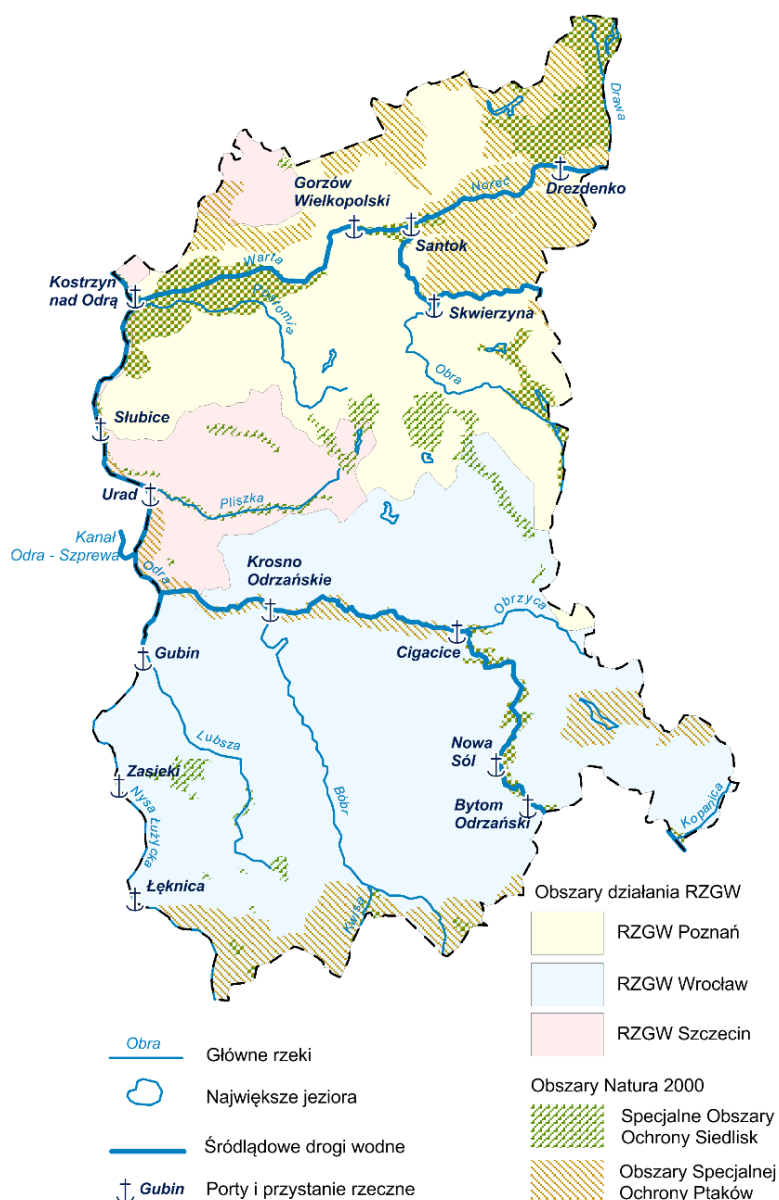 Drawa
Gorzów
Wielkopolski
Noteć
Drezdenko
Santok
Warta
Kostrzyn
nad Odrą
Postomia
Skwierzyna
Obra
Słubice
Urad
Pliszka
Kanał
Odra - Szprewa
Odra
Krosno
Odrzańskie
Obrzyca
Cigacice
Gubin
Lubsza
Nowa
Sól
Zasieki
Bóbr
Bytom
Odrzański
Kopanica
Nysa Łużycka
Łęknica
Kwisa
Obszary działania RZGW
RZGW Poznań
RZGW Wrocław
RZGW Szczecin
Obra
Główne rzeki
Największe jeziora
Śródlądowe drogi wodne
Gubin
Porty i przystanie rzeczne
Obszary Natura 2000
Specjalne Obszary
Ochrony Siedlisk
Obszary Specjalnej
Ochrony Ptaków